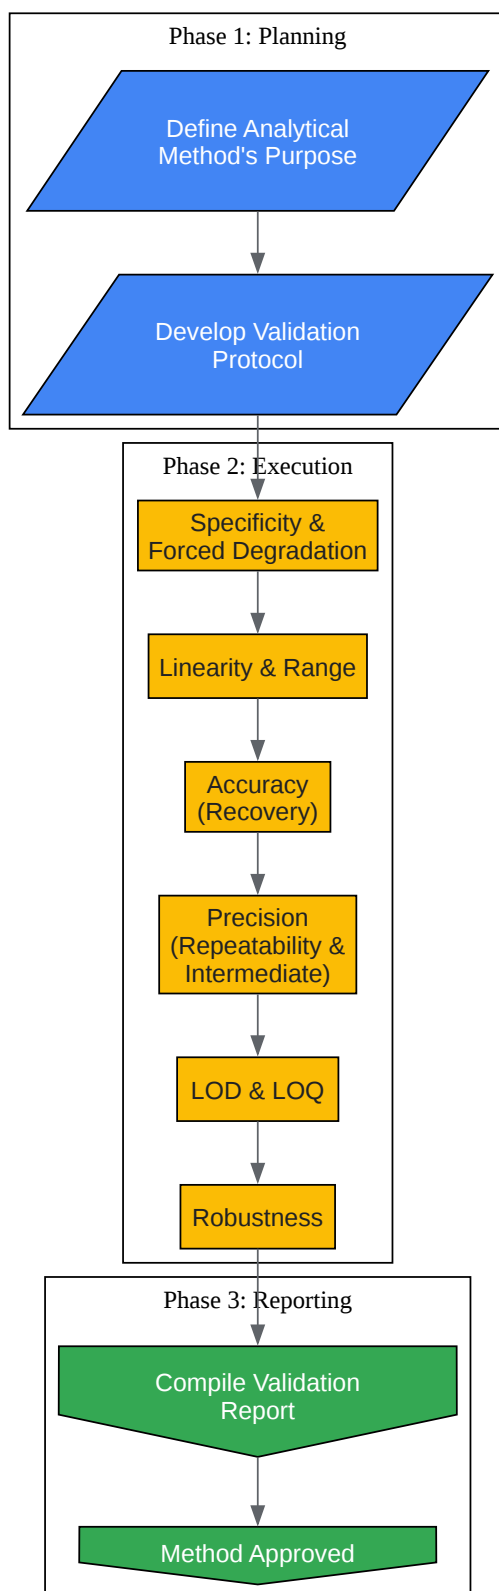 Phase 1: Planning
Define Analytical
Method's Purpose
Develop Validation
Protocol
Phase 2: Execution
Specificity &
Forced Degradation
Linearity & Range
Accuracy
(Recovery)
Precision
(Repeatability &
Intermediate)
LOD & LOQ
Robustness
Phase 3: Reporting
Compile Validation
Report
Method Approved